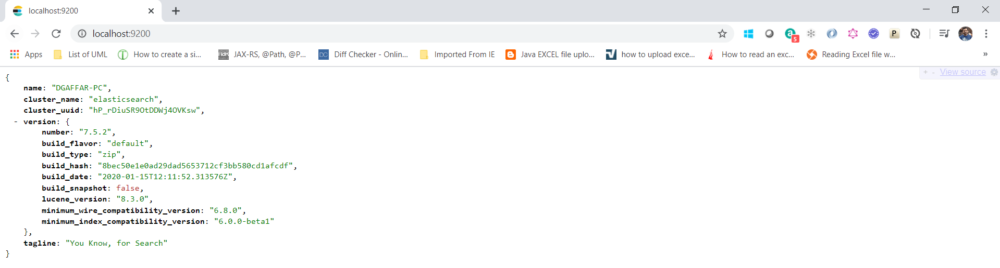 localhost:9200
localhost:9200
5
P
Apps
List of UML
How to create a si...
JAX-RS, @Path, @P...
DC
Diff Checker - Onlin...
Imported From IE
Java EXCEL file uplo...
how to upload exce...
How to read an exc...
Reading Excel file w...
»
+ - View source
{
name: "DGAFFAR-PC",
cluster_name: "elasticsearch",
cluster_uuid: "hP_rDiuSR9OtDDWj4OVKsw",
- version: {
number: "7.5.2",
build_flavor: "default",
build_type: "zip",
build_hash: "8bec50e1e0ad29dad5653712cf3bb580cd1afcdf",
build_date: "2020-01-15T12:11:52.313576Z",
build_snapshot: false,
lucene_version: "8.3.0",
minimum_wire_compatibility_version: "6.8.0",
minimum_index_compatibility_version: "6.0.0-beta1"
},
tagline: "You Know, for Search"
}